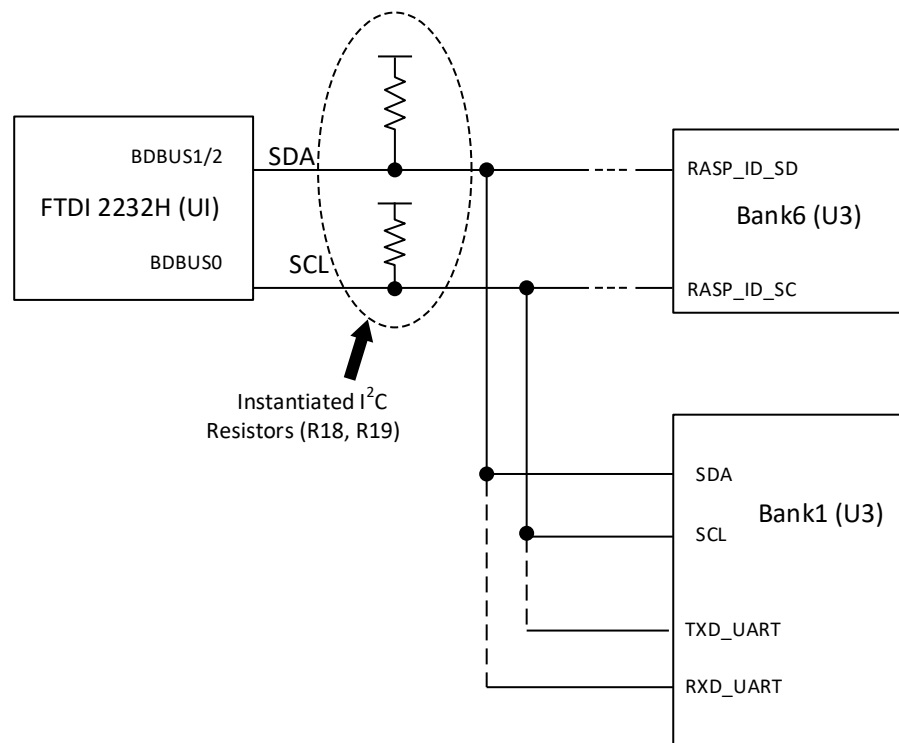 BDBUS1/2
SDA
FTDI 2232H (UI)
BDBUS0
SCL
RASP_ID_SD
Bank6 (U3)
RASP_ID_SC
Instantiated I²C
Resistors (R18, R19)
SDA
Bank1 (U3)
SCL
TXD_UART
RXD_UART